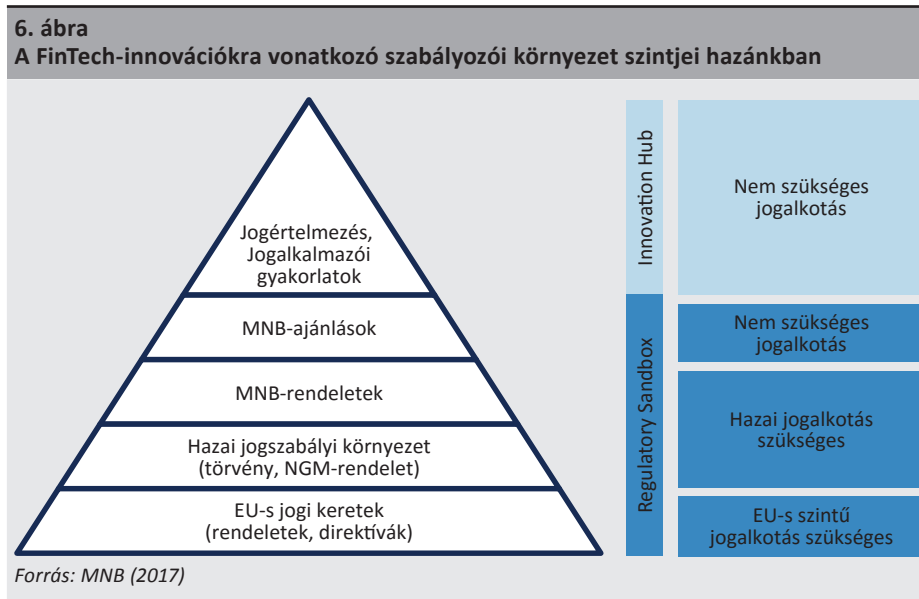 6. ábra
A FinTech-innovációkra vonatkozó szabályozói környezet szintjei hazánkban
Jogértelmezés,
Jogalkalmazói
gyakorlatok
MNB-ajánlások
MNB-rendeletek
Hazai jogszabályi környezet
(törvény, NGM-rendelet)
EU-s jogi keretek
(rendeletek, direktívák)
Innovation Hub
Regulatory Sandbox
Nem szükséges
jogalkotás
Nem szükséges
jogalkotás
Hazai jogalkotás
szükséges
EU-s szintű
jogalkotás szükséges
Forrás: MNB (2017)